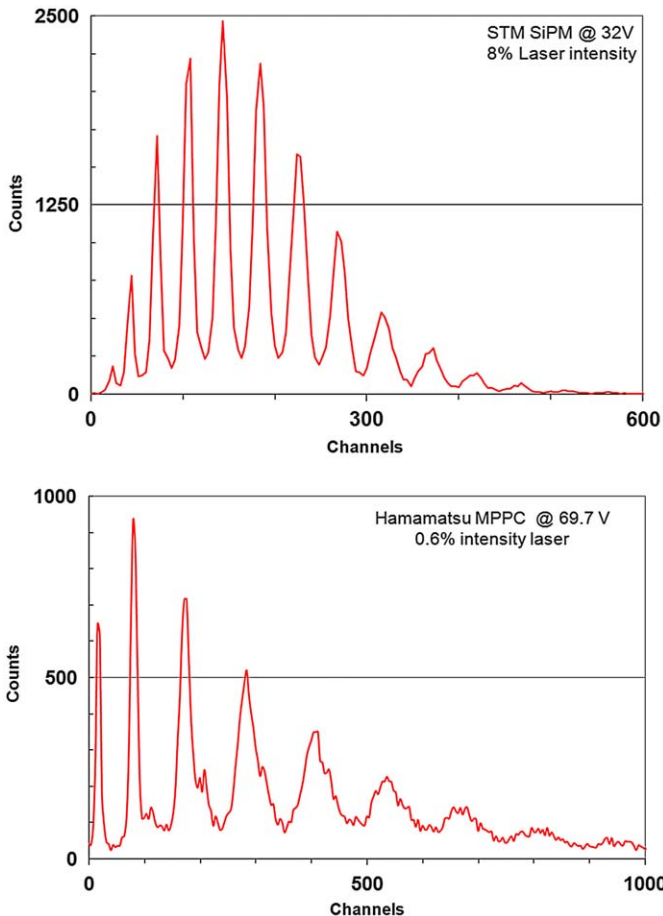 2500
STM SiPM @ 32V
8% Laser intensity
Counts
1250
0
0
300
600
Channels
1000
Hamamatsu MPPC @ 69.7 V
0.6% intensity laser
Counts
500
0
0
500
1000
Channels